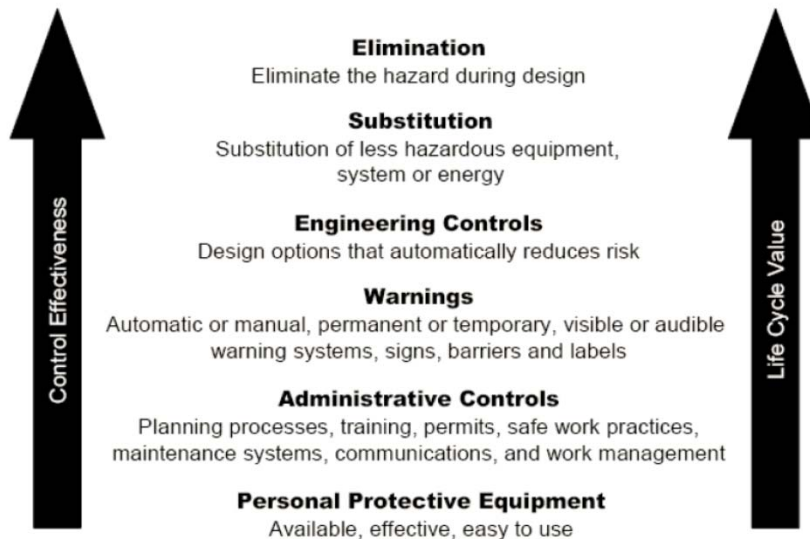 Elimination
Eliminate the hazard during design
Substitution
Substitution of less hazardous equipment,
system or energy
Engineering Controls
Design options that automatically reduces risk
Warnings
Automatic or manual, permanent or temporary, visible or audible
warning systems, signs, barriers and labels
Administrative Controls
Planning processes, training, permits, safe work practices,
maintenance systems, communications, and work management
Personal Protective Equipment
Available, effective, easy to use
Control Effectiveness
Life Cycle Value